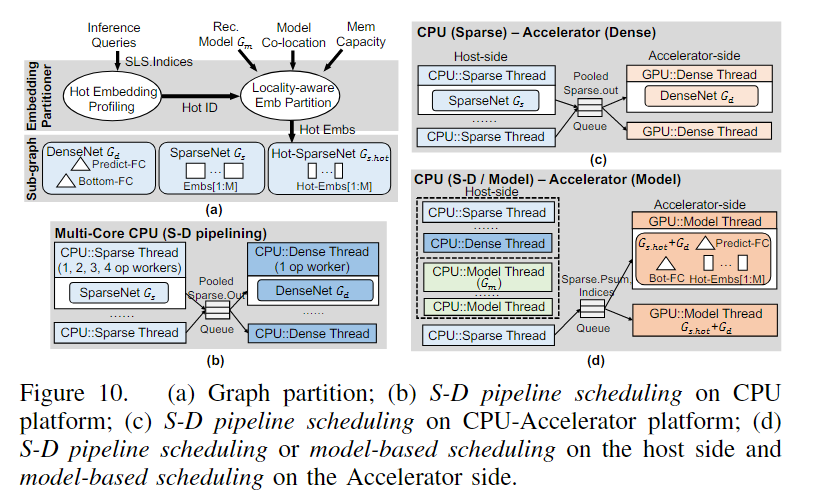 Inference
Queries
Rec.
Model Gₘ
Model
Co-location
Mem
Capacity
SLS.Indices
Embedding
Partitioner
Hot Embedding
Profiling
Hot ID
Locality-aware
Emb Partition
Hot Embs
Sub-graph
DenseNet G_d
Predict-FC
Bottom-FC
SparseNet Gₛ
...
Embs[1:M]
Hot-SparseNet G_s.hot
...
Hot-Embs[1:M]
(a)
Multi-Core CPU (S-D pipelining)
CPU::Sparse Thread
(1, 2, 3, 4 op workers)
SparseNet Gₛ
......
CPU::Sparse Thread
Pooled
Sparse.Out
Queue
CPU::Dense Thread
(1 op worker)
DenseNet G_d
......
CPU::Dense Thread
(b)
CPU (Sparse) – Accelerator (Dense)
Host-side
CPU::Sparse Thread
SparseNet Gₛ
......
CPU::Sparse Thread
Pooled
Sparse.out
Queue
Accelerator-side
GPU::Dense Thread
DenseNet G_d
GPU::Dense Thread
(c)
CPU (S-D / Model) – Accelerator (Model)
Host-side
CPU::Sparse Thread
......
CPU::Dense Thread
CPU::Model Thread
(Gₘ)
......
CPU::Model Thread
CPU::Sparse Thread
Sparse.Psum,
Indices
Queue
Accelerator-side
GPU::Model Thread
G_s.hot+G_d
Predict-FC
...
Bot-FC
Hot-Embs[1:M]
GPU::Model Thread
G_s.hot+G_d
(d)
Figure 10. (a) Graph partition; (b) S-D pipeline scheduling on CPU
platform; (c) S-D pipeline scheduling on CPU-Accelerator platform; (d)
S-D pipeline scheduling or model-based scheduling on the host side and
model-based scheduling on the Accelerator side.